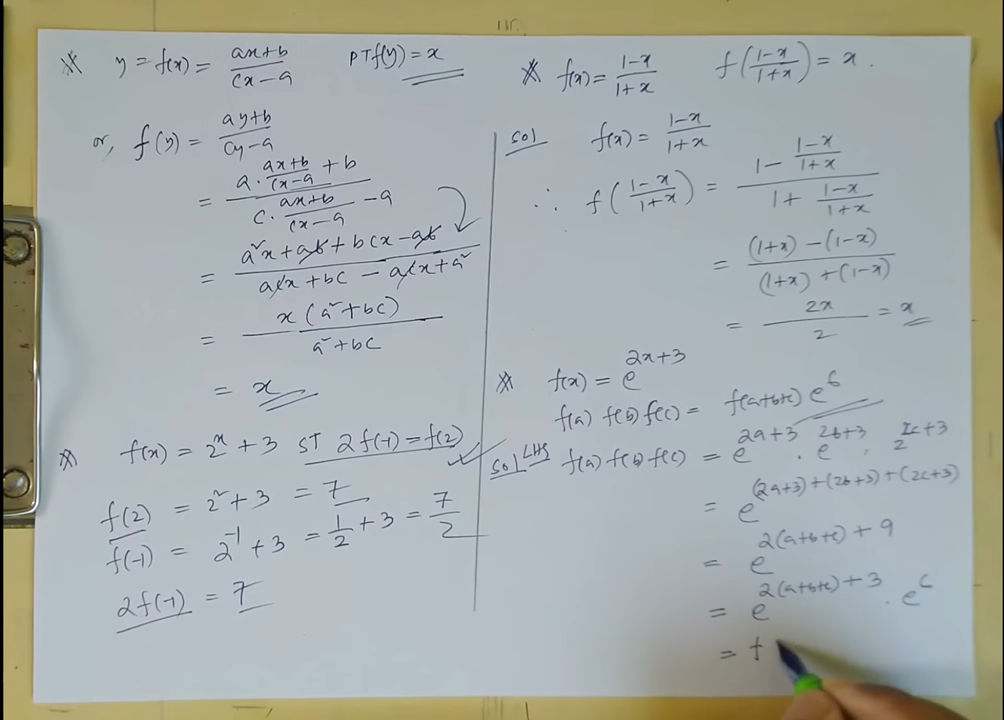 ※ y = f(x) = (ax+b)/(cx-a) PT f(y) = x
or, f(y) = (ay+b)/(cy-a)
= (a·(ax+b)/(cx-a) + b)/(c·(ax+b)/(cx-a) - a)
= (a²x+ab+bcx-ab)/(acx+bc-acx+a²)
= x(a²+bc)/(a²+bc)
= x
※ f(x) = 2ˣ + 3 ST 2f(-1) = f(2)
f(2) = 2² + 3 = 7
f(-1) = 2⁻¹ + 3 = 1/2 + 3 = 7/2
2f(-1) = 7
※ f(x) = (1-x)/(1+x) f((1-x)/(1+x)) = x.
Sol f(x) = (1-x)/(1+x)
∴ f((1-x)/(1+x)) = (1 - (1-x)/(1+x))/(1 + (1-x)/(1+x))
= ((1+x)-(1-x))/((1+x)+(1-x))
= 2x/2 = x
※ f(x) = e^(2x+3)
f(a) f(b) f(c) = f(a+b+c) e⁶
Sol LHS f(a) f(b) f(c) = e^(2a+3) · e^(2b+3) · e^(2c+3)
= e^((2a+3)+(2b+3)+(2c+3))
= e^(2(a+b+c)+9)
= e^(2(a+b+c)+3) · e⁶
= f